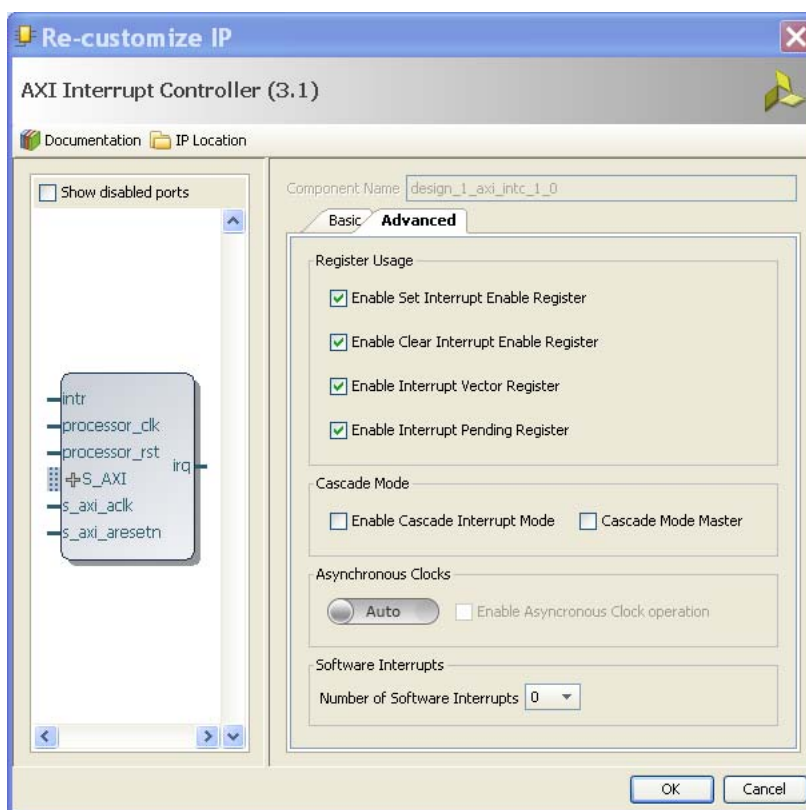 Re-customize IP
AXI Interrupt Controller (3.1)
Documentation IP Location
Show disabled ports
intr
processor_clk
processor_rst
irq
S_AXI
s_axi_aclk
s_axi_aresetn
Component Name design_1_axi_intc_1_0
Basic Advanced
Register Usage
Enable Set Interrupt Enable Register
Enable Clear Interrupt Enable Register
Enable Interrupt Vector Register
Enable Interrupt Pending Register
Cascade Mode
Enable Cascade Interrupt Mode Cascade Mode Master
Asynchronous Clocks
Auto Enable Asyncronous Clock operation
Software Interrupts
Number of Software Interrupts 0
OK Cancel